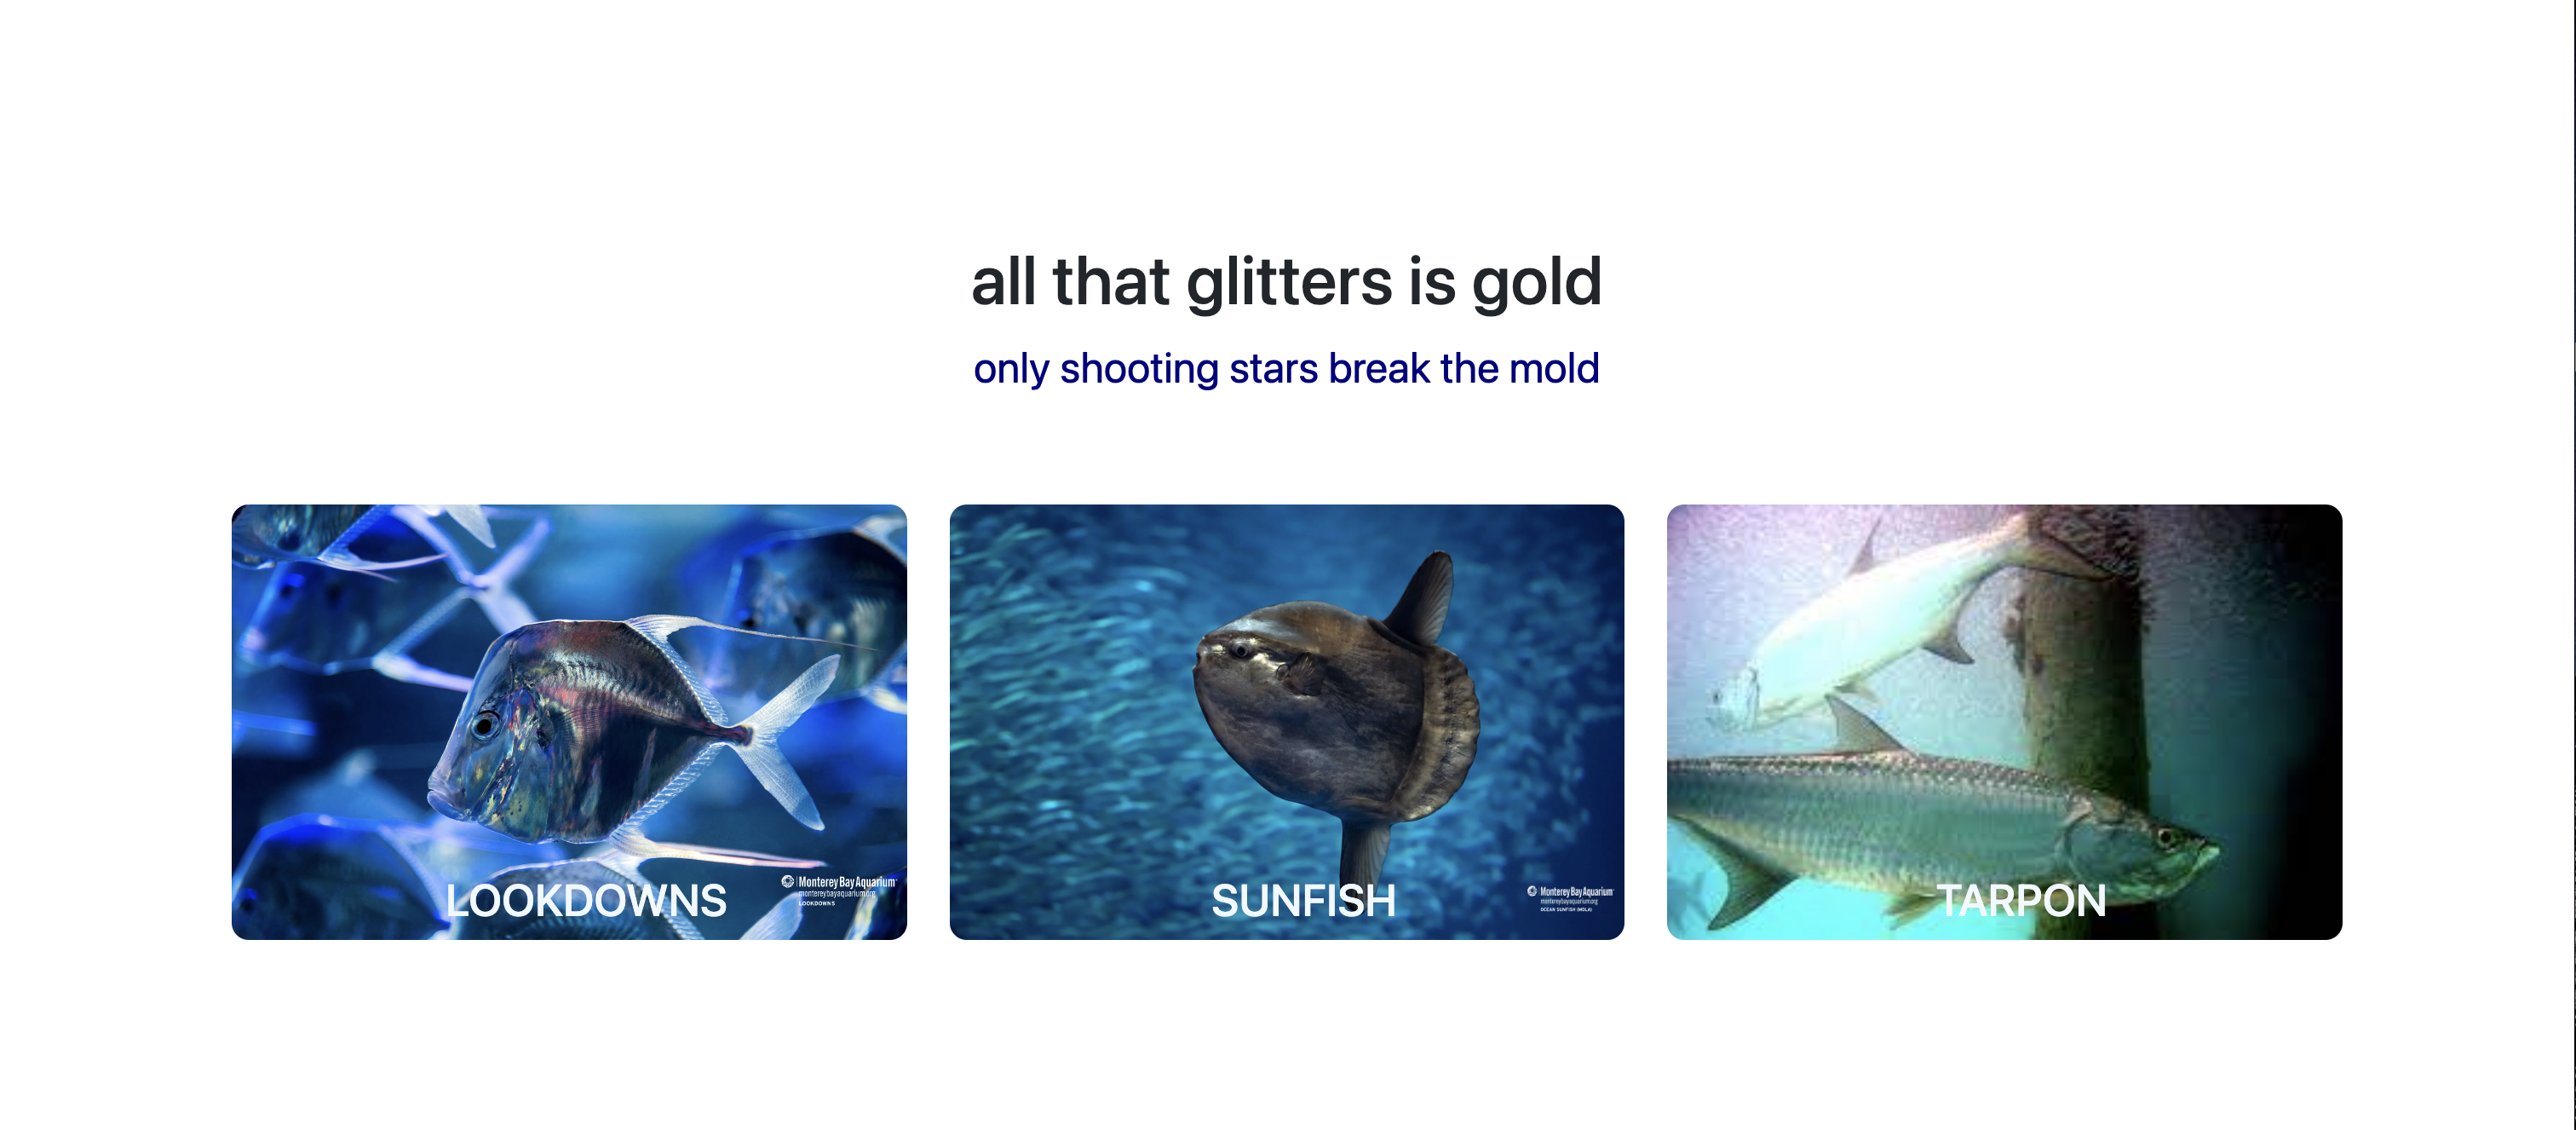 all that glitters is gold
only shooting stars break the mold
LOOKDOWNS
Monterey Bay Aquarium
montereybayaquarium.org
LOOKDOWNS
SUNFISH
Monterey Bay Aquarium
montereybayaquarium.org
OCEAN SUNFISH (MOLA)
TARPON